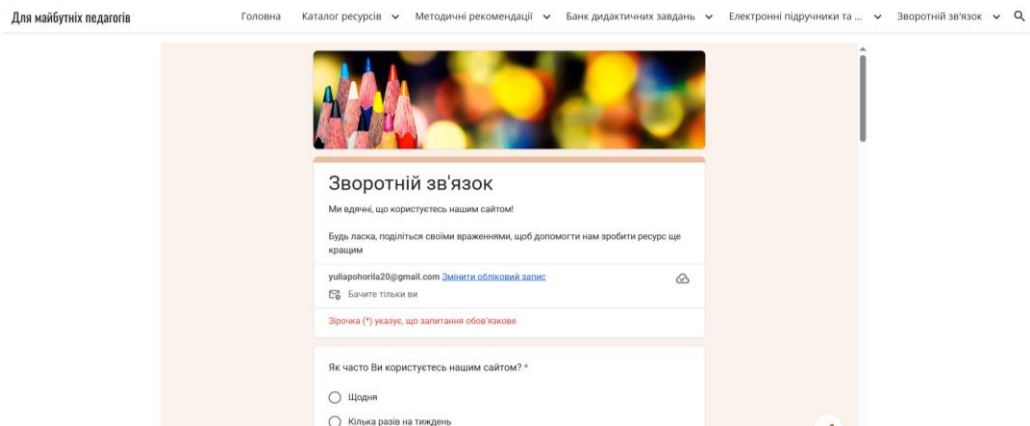 Для майбутніх педагогів
Головна Каталог ресурсів Методичні рекомендації Банк дидактичних завдань Електронні підручники та ... Зворотній зв'язок
Зворотній зв'язок
Ми вдячні, що користуєтесь нашим сайтом!
Будь ласка, поділіться своїми враженнями, щоб допомогти нам зробити ресурс ще
кращим
yuliapohorila20@gmail.com Змінити обліковий запис
Бачите тільки ви
Зірочка (*) указує, що запитання обов'язкове
Як часто Ви користуєтесь нашим сайтом? *
Щодня
Кілька разів на тиждень